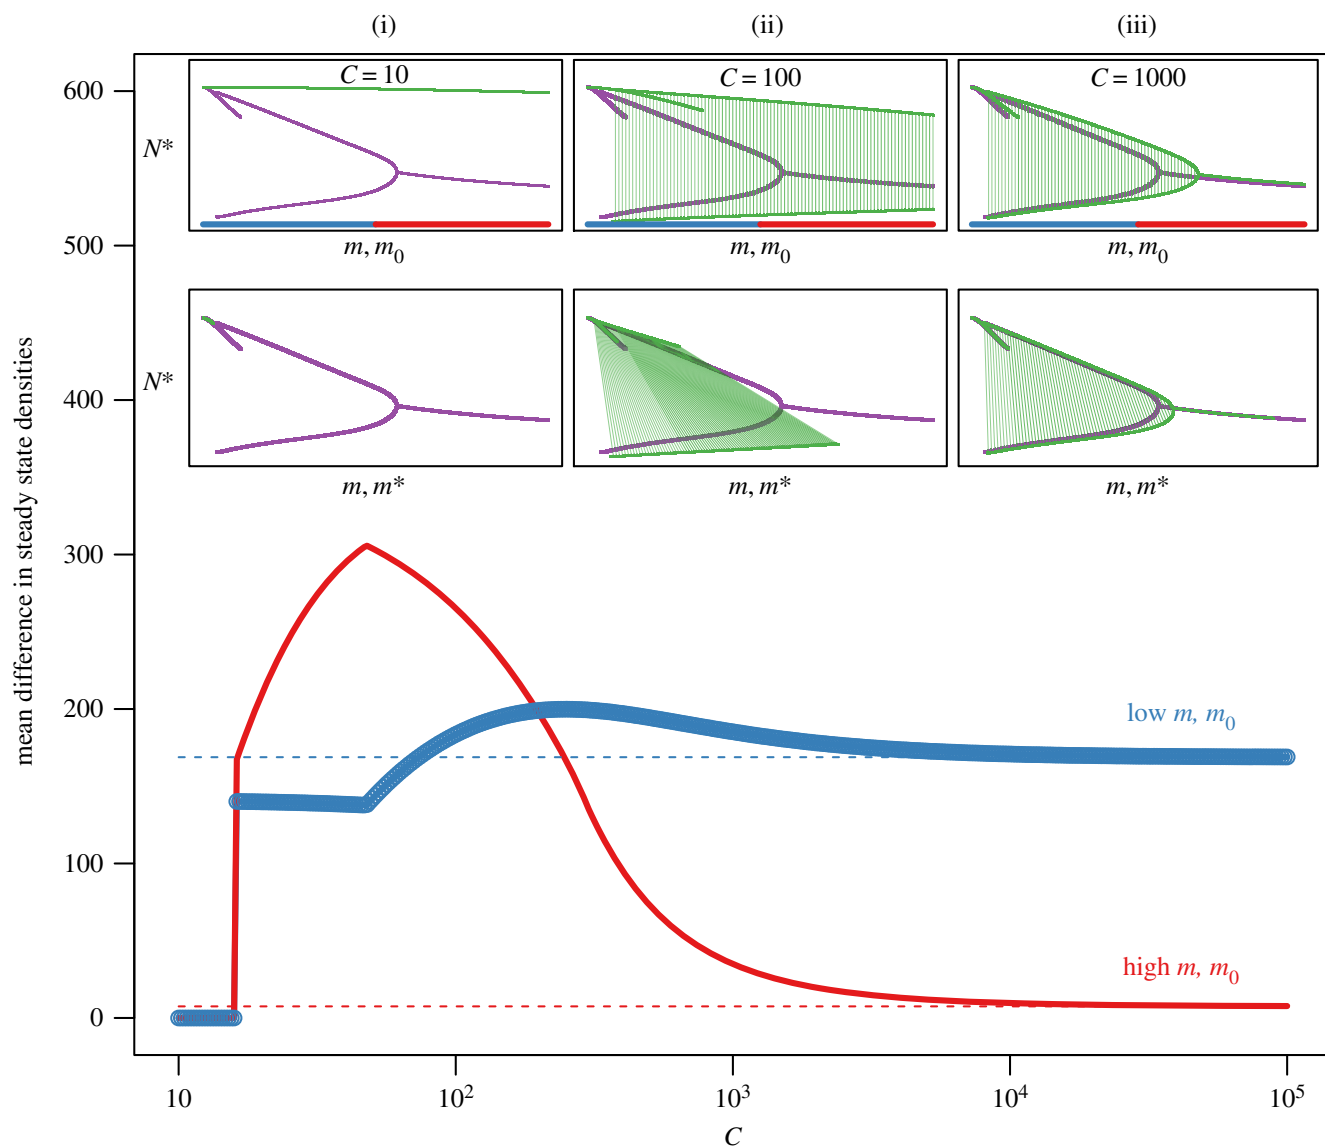 (i) (ii) (iii)
C = 10 C = 100 C = 1000
N*
m, m₀ m, m₀ m, m₀
N*
m, m* m, m* m, m*
mean difference in steady state densities
600
500
400
300
200
100
0
low m, m₀
high m, m₀
10 10² 10³ 10⁴ 10⁵
C